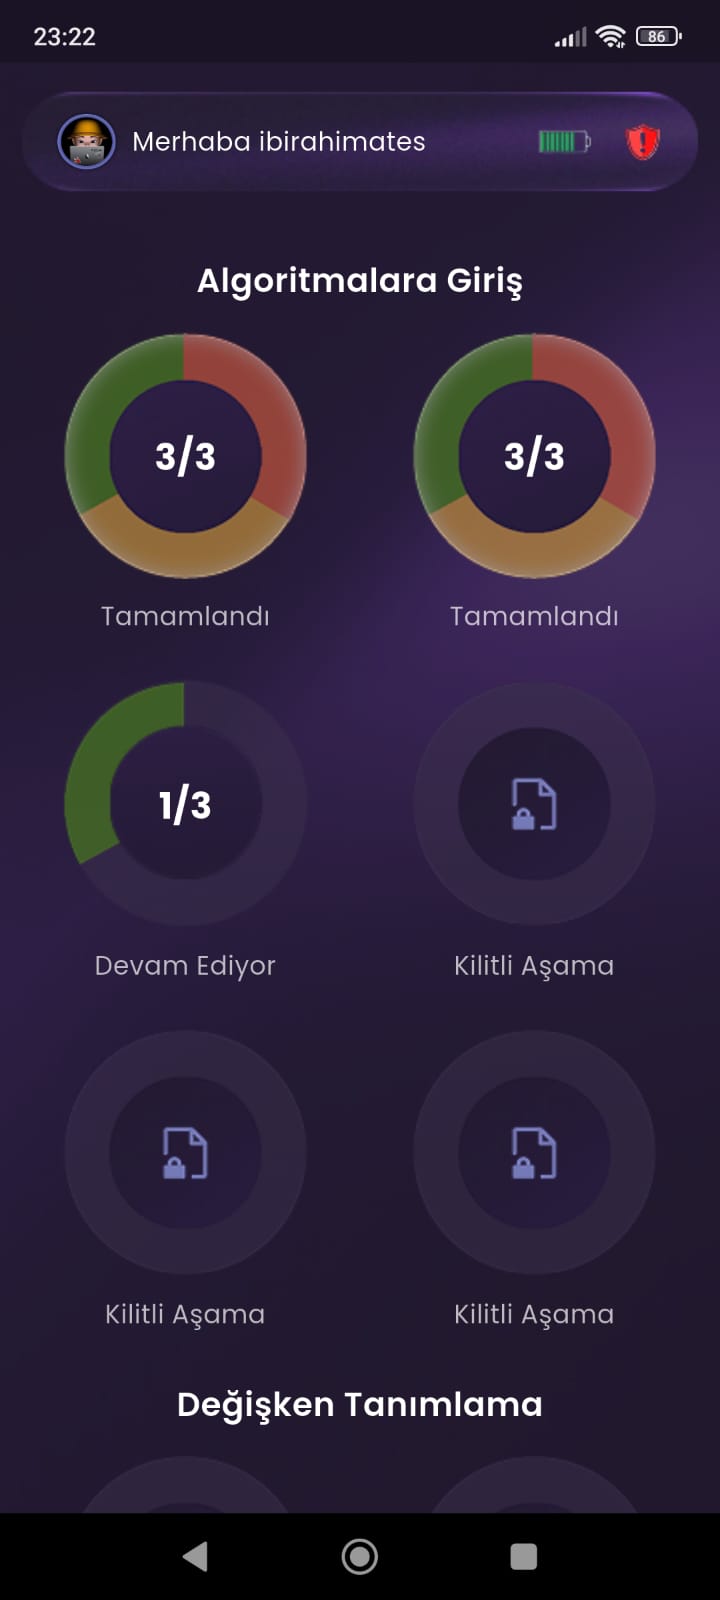 23:22
86
Merhaba ibirahimates
Algoritmalara Giriş
3/3
3/3
Tamamlandı
Tamamlandı
1/3
Devam Ediyor
Kilitli Aşama
Kilitli Aşama
Kilitli Aşama
Değişken Tanımlama